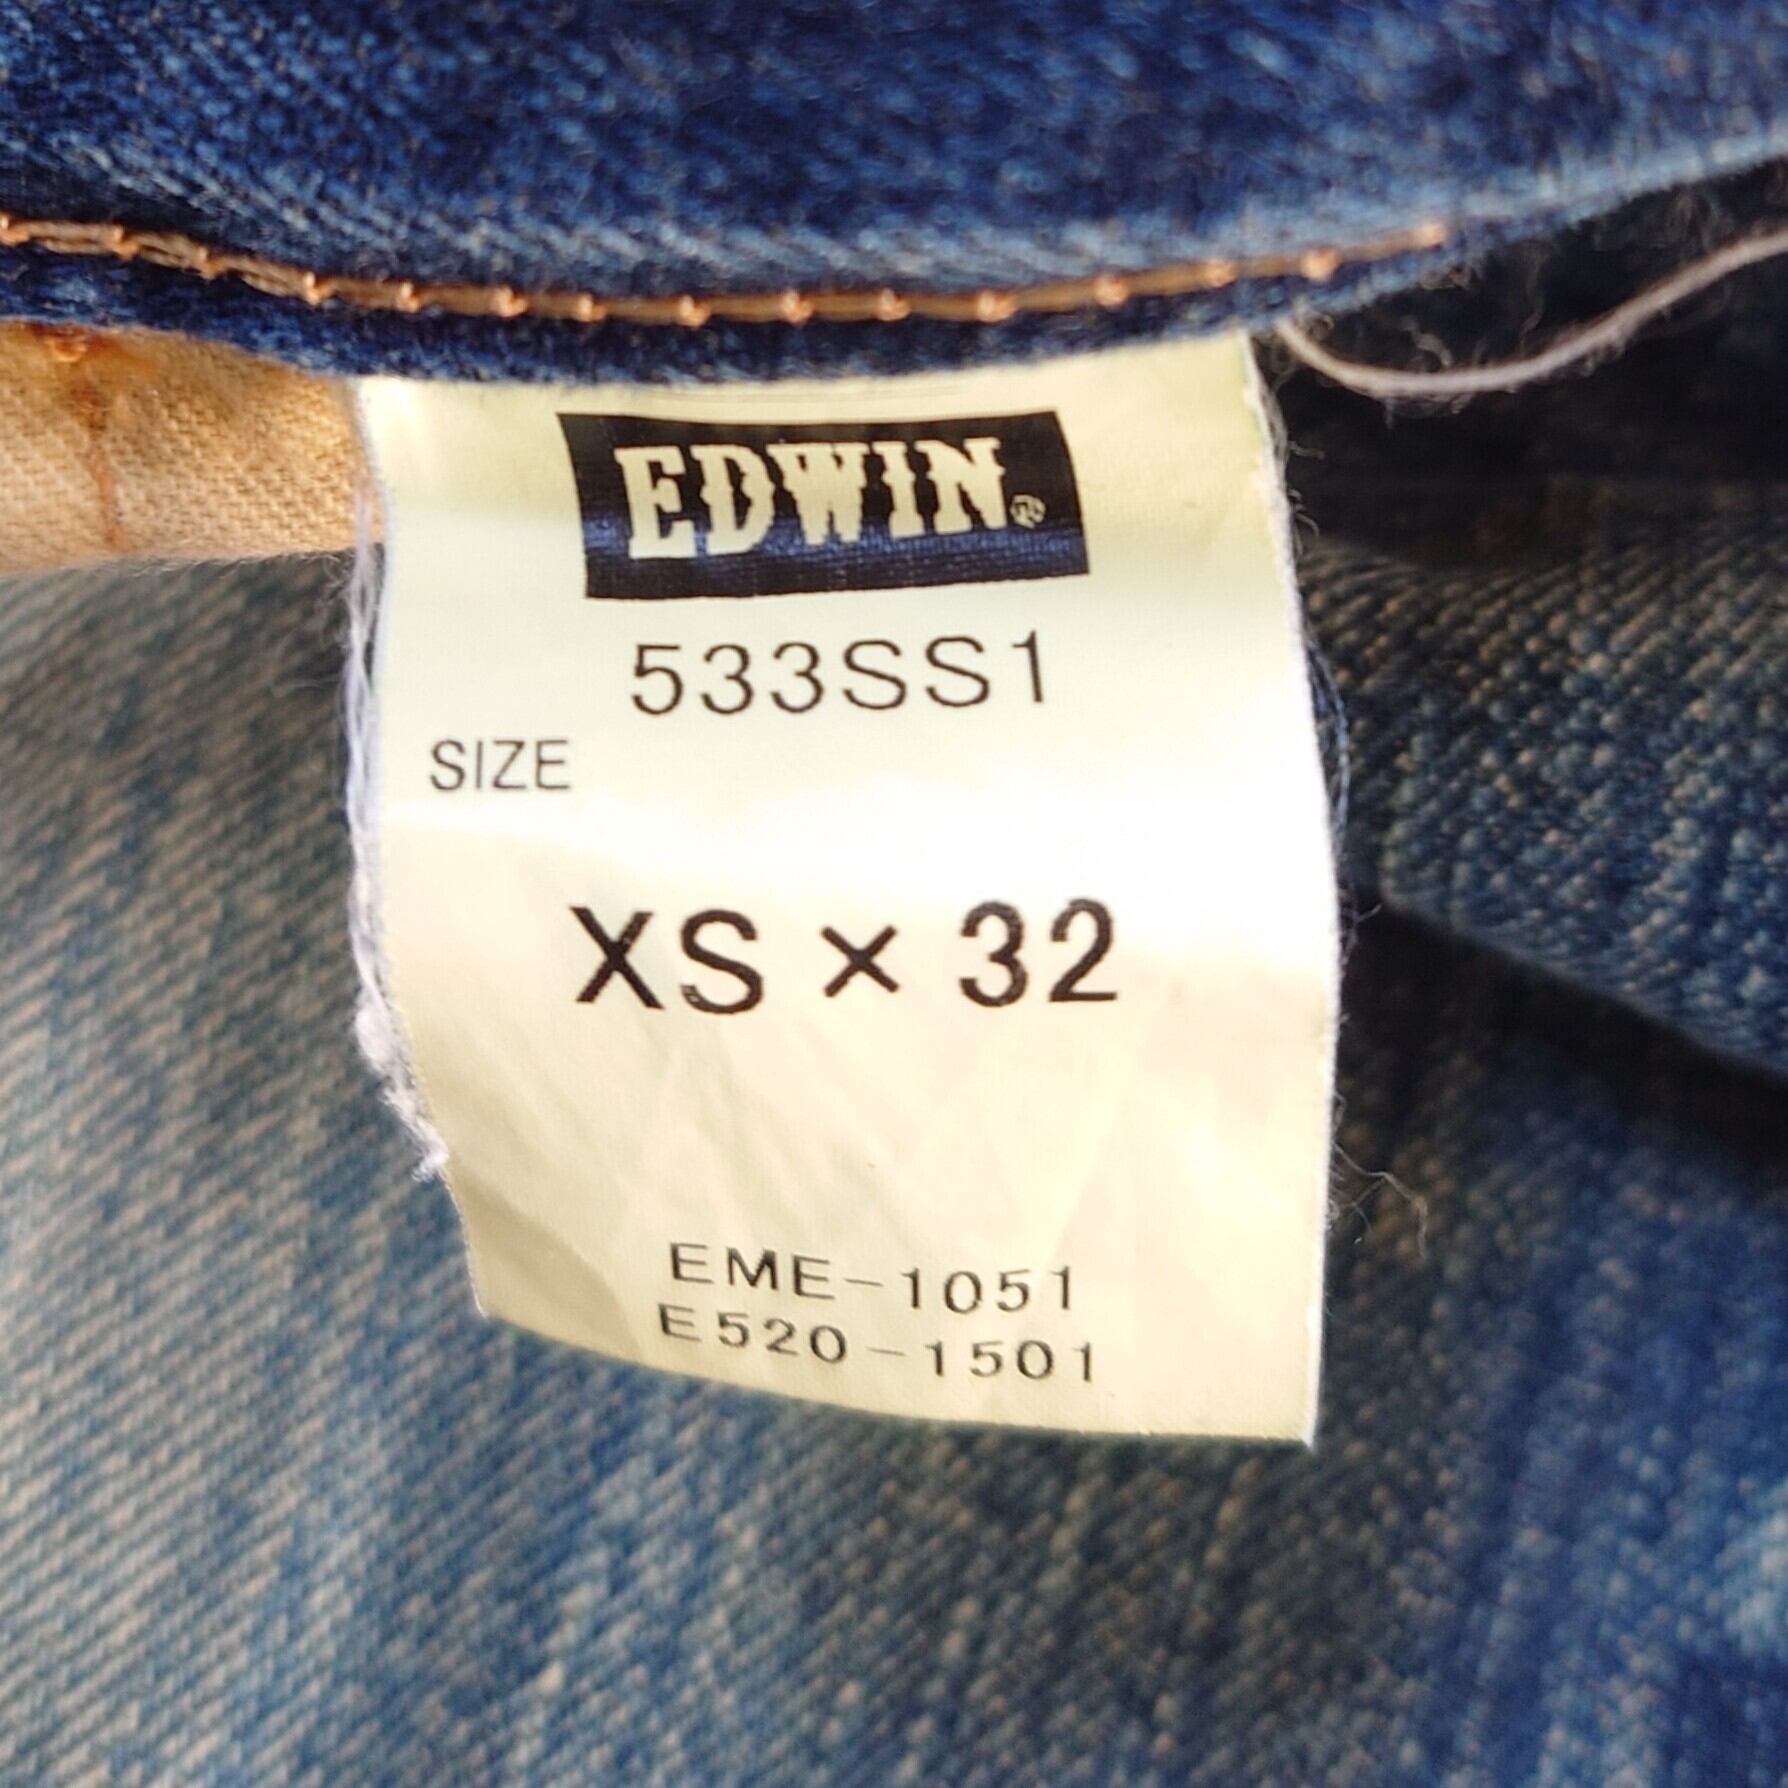 EDWIN®
533SS1
SIZE
XS × 32
EME-1051
E520-1501